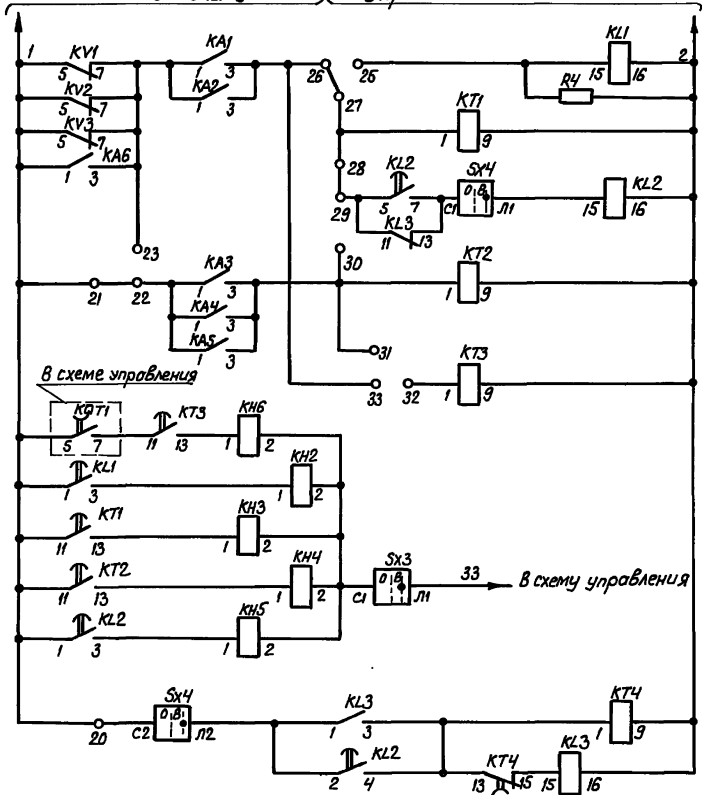 1 KV1 5 7 KA1 1 3 26 25 KL1 15 16 2
KV2 5 7 KA2 1 3 27 R4
KV3 5 7 KT1 1 9
KA6 1 3 28 KL2 5 7 SX4 0 B C1 Л1 KL2 15 16
29 KL3 11 13
23 30
21 22 KA3 1 3 KT2 1 9
KA4 1 3
KA5 1 3 31 KT3
33 32 1 9
В схеме управления
KQT1 5 7 KT3 11 13 KH6 1 2
KL1 1 3 KH2 1 2
KT1 11 13 KH3 1 2
KT2 11 13 KH4 1 2 SX3 0 B C1 Л1 33 В схему управления
KL2 1 3 KH5 1 2
20 SX4 0 B C2 Л2 KL3 1 3 KT4 1 9
KL2 2 4 KT4 13 15 KL3 15 16